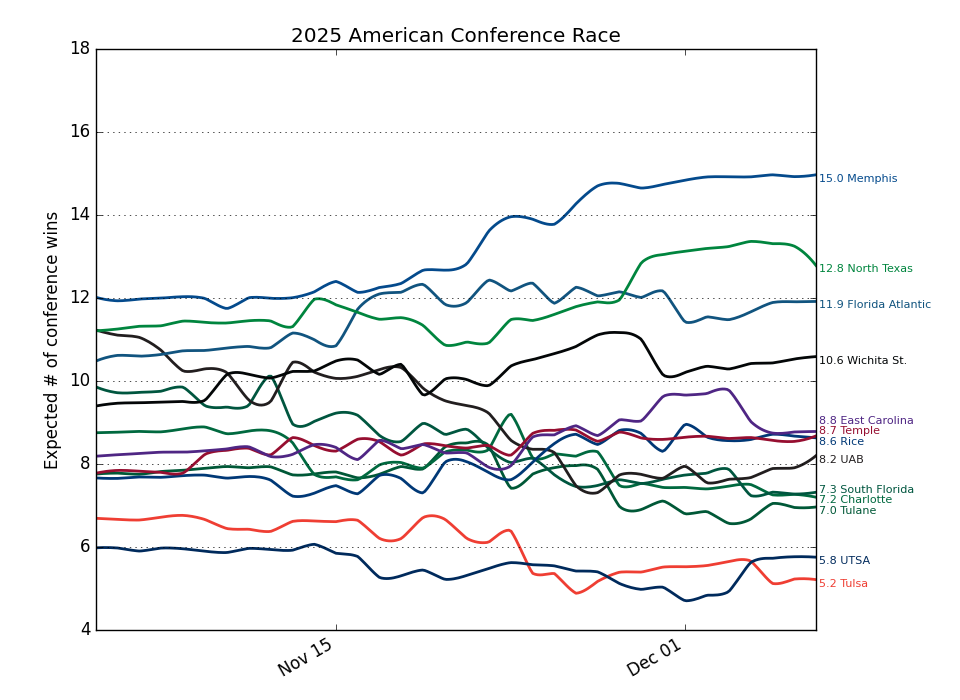 2025 American Conference Race
Expected # of conference wins
18
16
14
12
10
8
6
4
Nov 15
Dec 01
15.0 Memphis
12.8 North Texas
11.9 Florida Atlantic
10.6 Wichita St.
8.8 East Carolina
8.7 Temple
8.6 Rice
8.2 UAB
7.3 South Florida
7.2 Charlotte
7.0 Tulane
5.8 UTSA
5.2 Tulsa